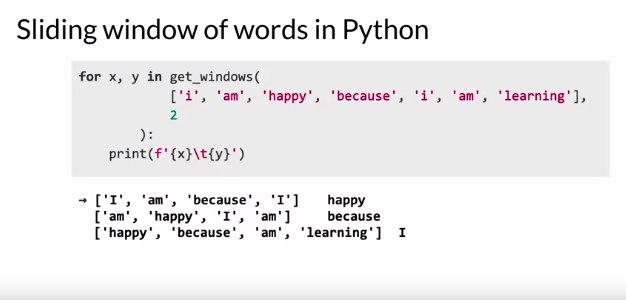 Sliding window of words in Python
for x, y in get_windows(
['i', 'am', 'happy', 'because', 'i', 'am', 'learning'],
2
):
print(f'{x}\t{y}')
→ ['I', 'am', 'because', 'I'] happy
['am', 'happy', 'I', 'am'] because
['happy', 'because', 'am', 'learning'] I